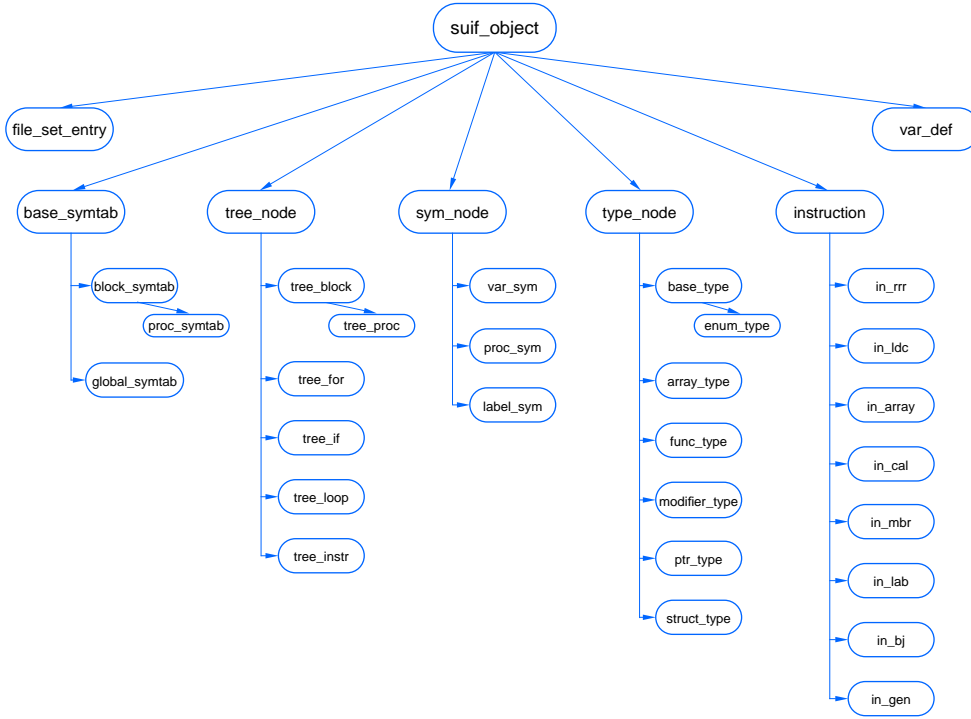 suif_object
file_set_entry
var_def
base_symtab
tree_node
sym_node
type_node
instruction
block_symtab
proc_symtab
global_symtab
tree_block
tree_proc
tree_for
tree_if
tree_loop
tree_instr
var_sym
proc_sym
label_sym
base_type
enum_type
array_type
func_type
modifier_type
ptr_type
struct_type
in_rrr
in_ldc
in_array
in_cal
in_mbr
in_lab
in_bj
in_gen